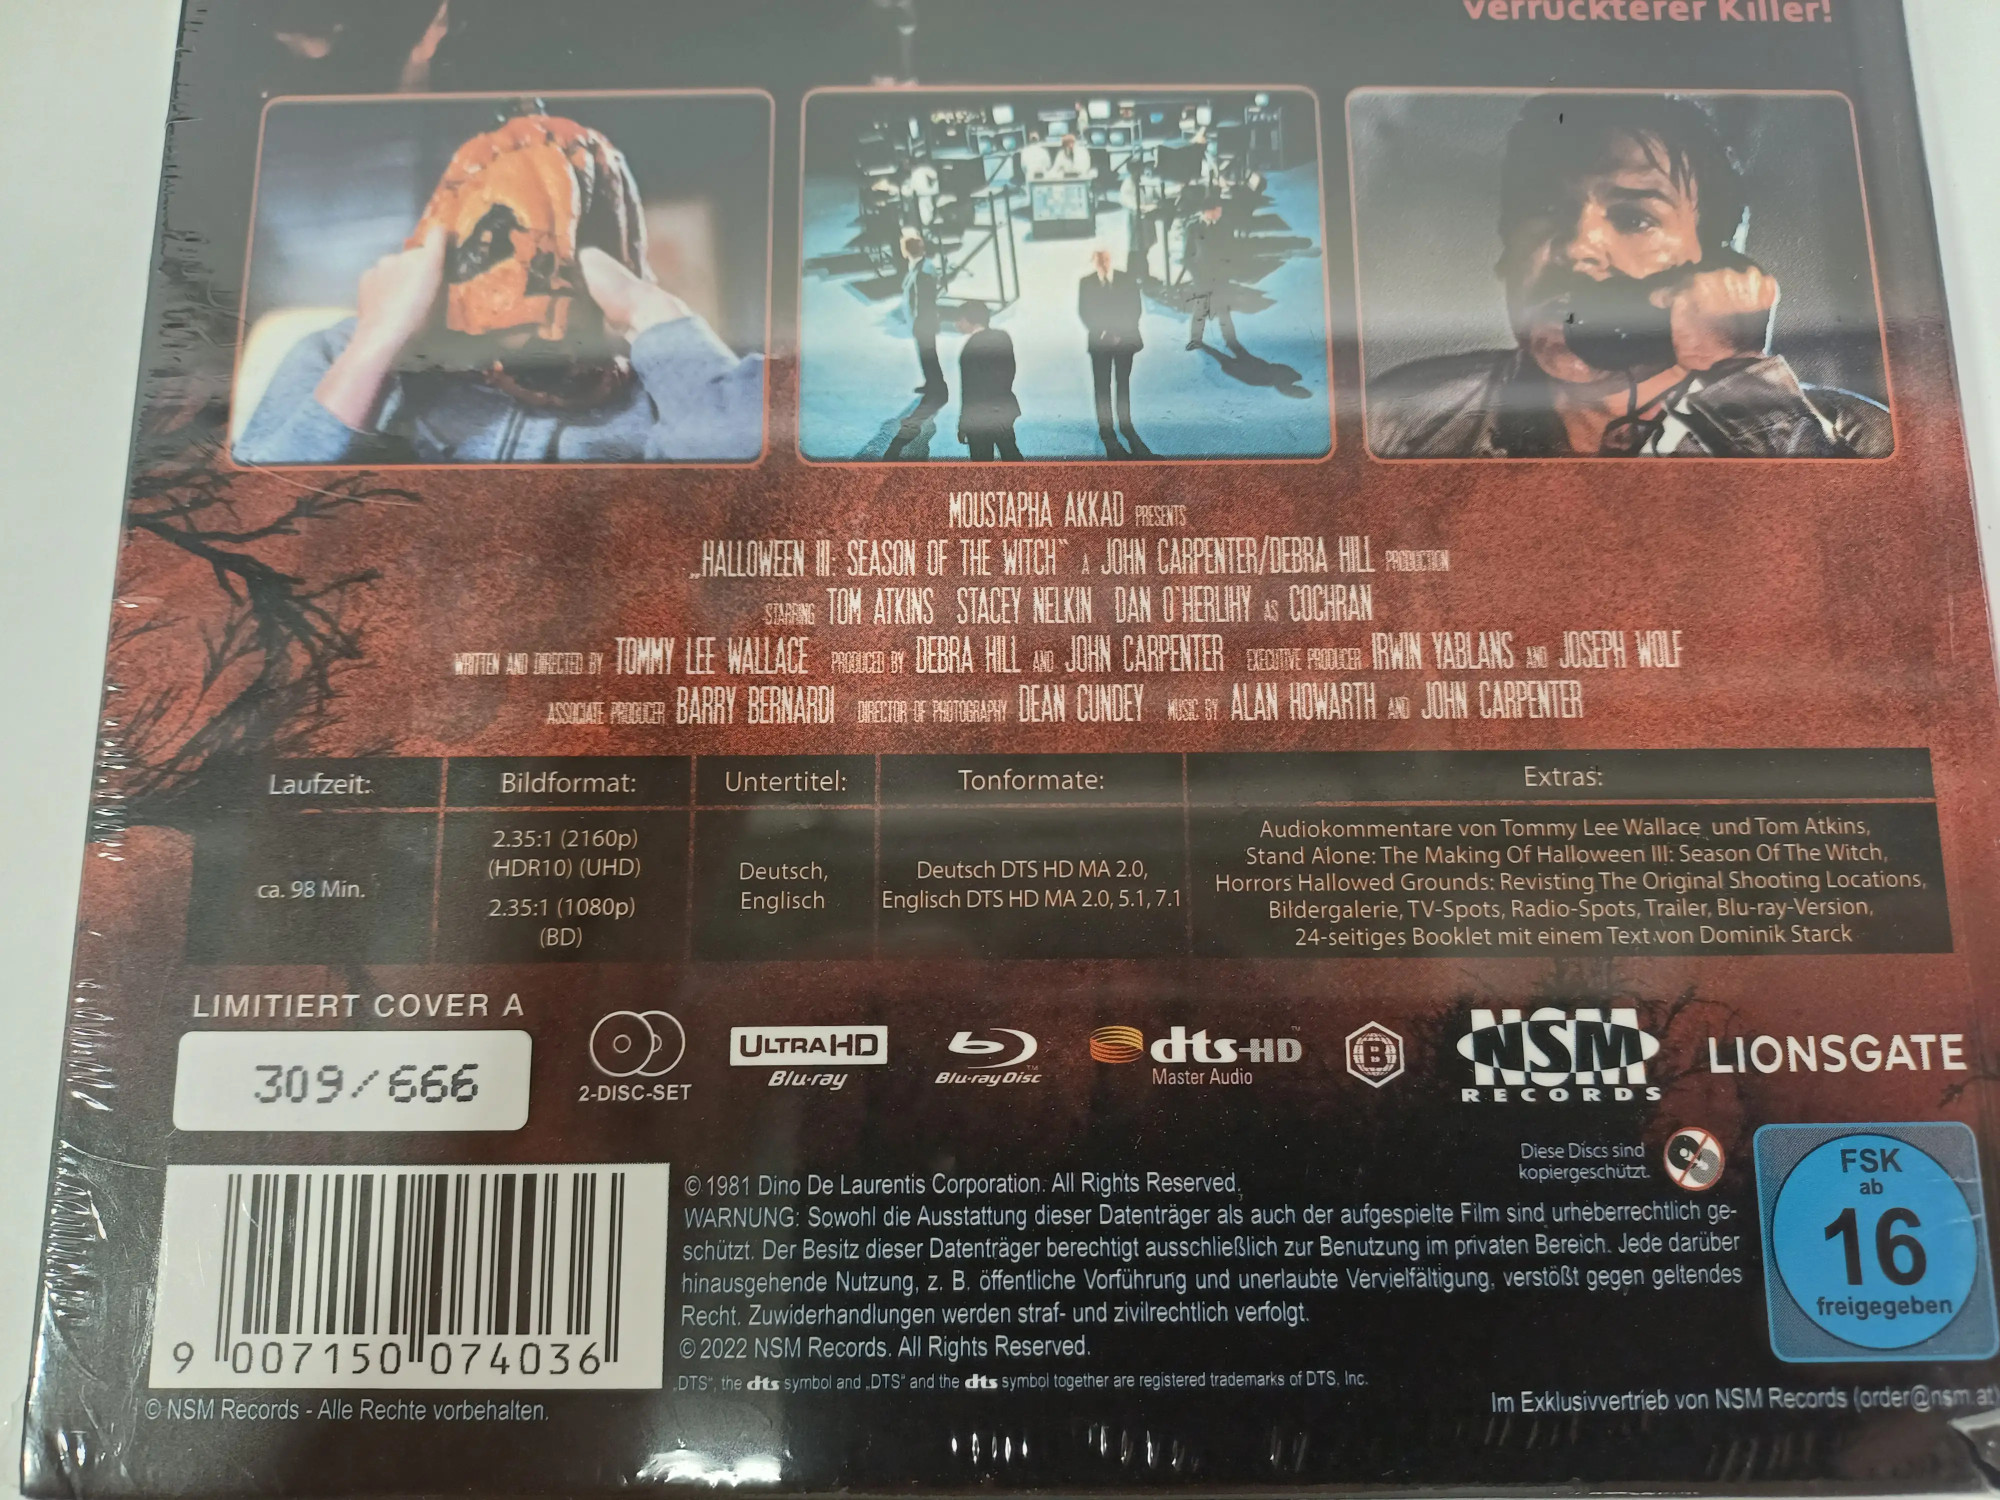 verrückterer Killer!
MOUSTAPHA AKKAD PRESENTS
„HALLOWEEN III: SEASON OF THE WITCH“ A JOHN CARPENTER/DEBRA HILL PRODUCTION
STARRING TOM ATKINS STACEY NELKIN DAN O'HERLIHY AS COCHRAN
WRITTEN AND DIRECTED BY TOMMY LEE WALLACE PRODUCED BY DEBRA HILL AND JOHN CARPENTER EXECUTIVE PRODUCER IRWIN YABLANS AND JOSEPH WOLF
ASSOCIATE PRODUCER BARRY BERNARDI DIRECTOR OF PHOTOGRAPHY DEAN CUNDEY MUSIC BY ALAN HOWARTH AND JOHN CARPENTER
Laufzeit:
ca. 98 Min.
Bildformat:
2.35:1 (2160p)
(HDR10) (UHD)
2.35:1 (1080p)
(BD)
Untertitel:
Deutsch,
Englisch
Tonformate:
Deutsch DTS HD MA 2.0,
Englisch DTS HD MA 2.0, 5.1, 7.1
Extras:
Audiokommentare von Tommy Lee Wallace und Tom Atkins,
Stand Alone: The Making Of Halloween III: Season Of The Witch,
Horrors Hallowed Grounds: Revisting The Original Shooting Locations,
Bildergalerie, TV-Spots, Radio-Spots, Trailer, Blu-ray-Version,
24-seitiges Booklet mit einem Text von Dominik Starck
LIMITIERT COVER A
309/666
2-DISC-SET
ULTRA HD
Blu-ray
Blu-ray Disc
dts-HD
Master Audio
B
NSM
RECORDS
LIONSGATE
Diese Discs sind
kopiergeschützt.
FSK
ab
16
freigegeben
9 007150 074036
© NSM Records - Alle Rechte vorbehalten.
© 1981 Dino De Laurentis Corporation. All Rights Reserved.
WARNUNG: Sowohl die Ausstattung dieser Datenträger als auch der aufgespielte Film sind urheberrechtlich ge-
schützt. Der Besitz dieser Datenträger berechtigt ausschließlich zur Benutzung im privaten Bereich. Jede darüber
hinausgehende Nutzung, z. B. öffentliche Vorführung und unerlaubte Vervielfältigung, verstößt gegen geltendes
Recht. Zuwiderhandlungen werden straf- und zivilrechtlich verfolgt.
© 2022 NSM Records. All Rights Reserved.
„DTS“, the dts symbol and „DTS“ and the dts symbol together are registered trademarks of DTS, Inc.
Im Exklusivvertrieb von NSM Records (order@nsm.at)